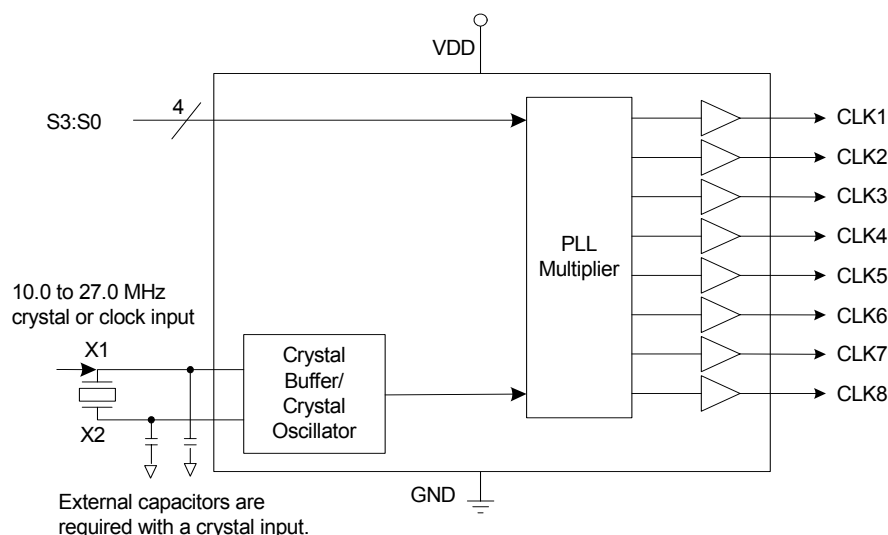 VDD
S3:S0
4
CLK1
CLK2
CLK3
CLK4
CLK5
CLK6
CLK7
CLK8
PLL
Multiplier
10.0 to 27.0 MHz
crystal or clock input
X1
X2
Crystal
Buffer/
Crystal
Oscillator
GND
External capacitors are
required with a crystal input.